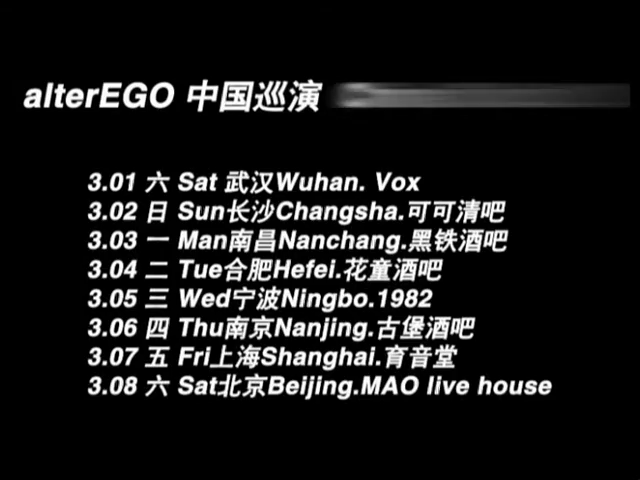 alterEGO 中国巡演
3.01 六 Sat 武汉Wuhan. Vox
3.02 日 Sun长沙Changsha.可可清吧
3.03 一 Man南昌Nanchang.黑铁酒吧
3.04 二 Tue合肥Hefei.花童酒吧
3.05 三 Wed宁波Ningbo.1982
3.06 四 Thu南京Nanjing.古堡酒吧
3.07 五 Fri上海Shanghai.育音堂
3.08 六 Sat北京Beijing.MAO live house